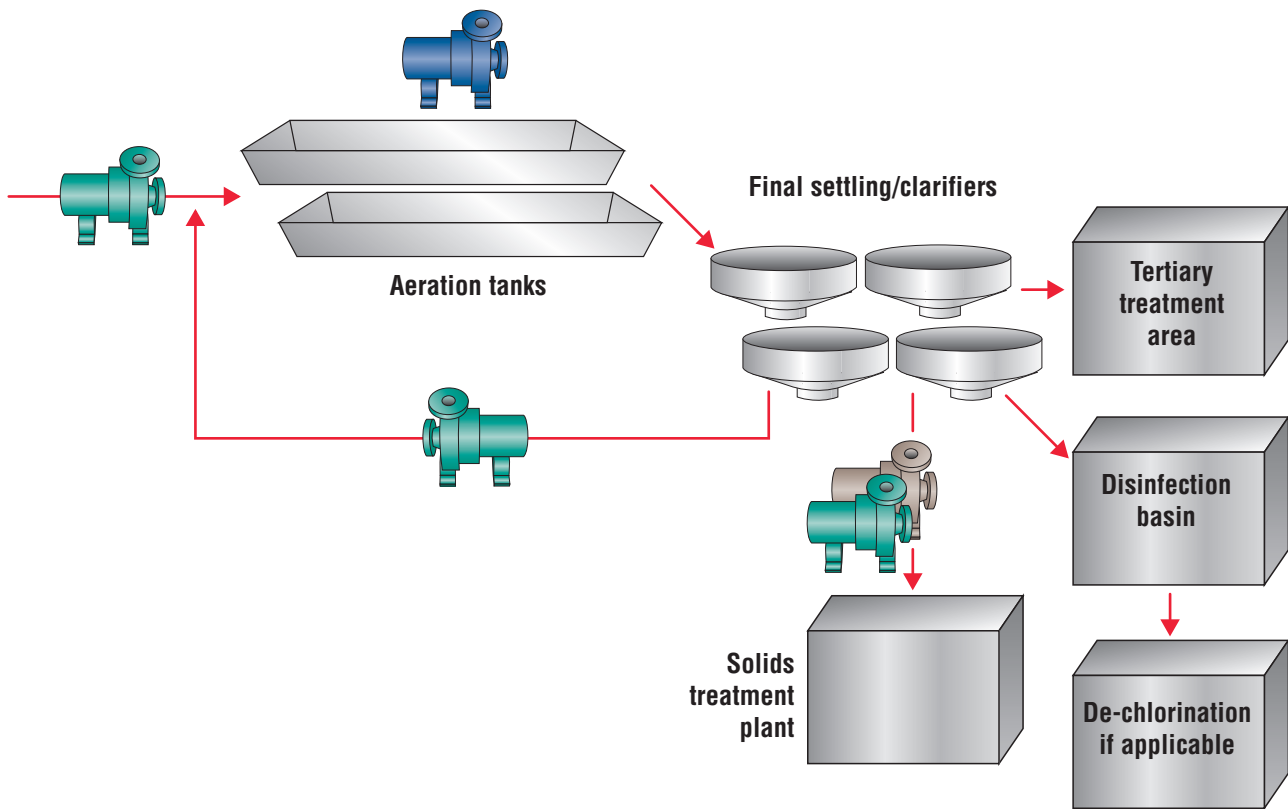 Final settling/clarifiers
Aeration tanks
Tertiary
treatment
area
Disinfection
basin
Solids
treatment
plant
De-chlorination
if applicable